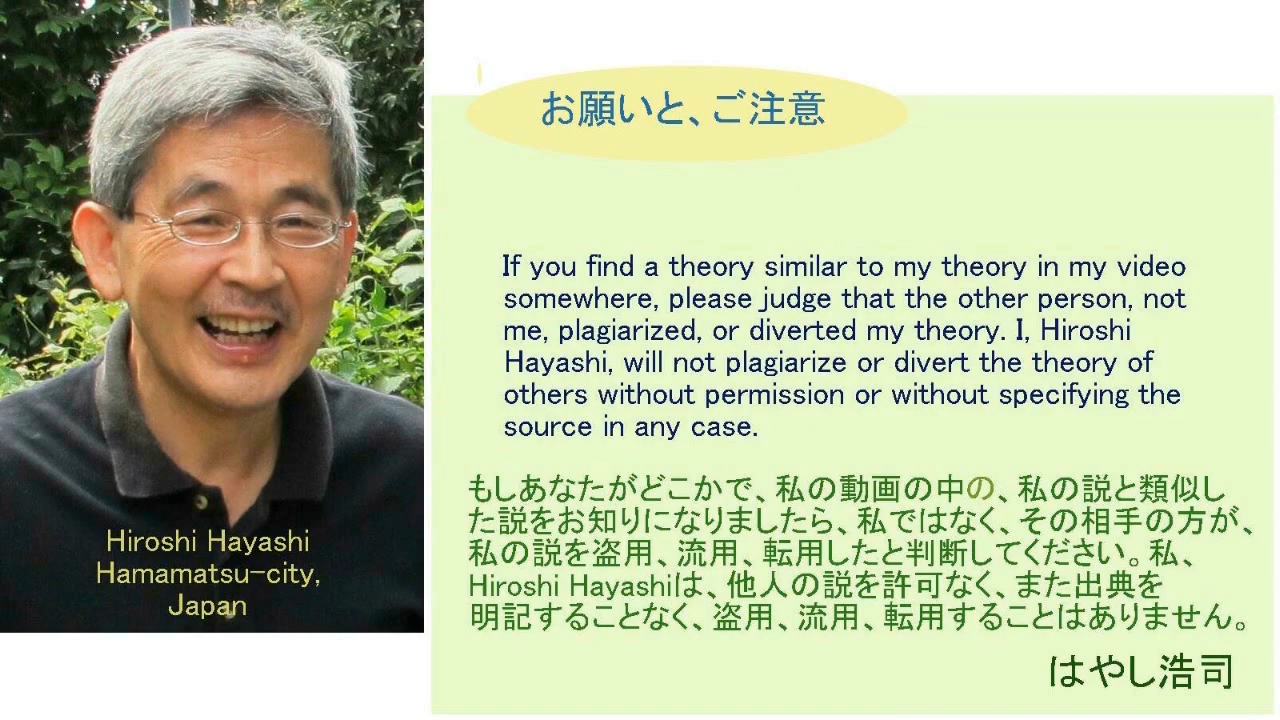 お願いと、ご注意
If you find a theory similar to my theory in my video
somewhere, please judge that the other person, not
me, plagiarized, or diverted my theory. I, Hiroshi
Hayashi, will not plagiarize or divert the theory of
others without permission or without specifying the
source in any case.
もしあなたがどこかで、私の動画の中の、私の説と類似し
た説をお知りになりましたら、私ではなく、その相手の方が、
私の説を盗用、流用、転用したと判断してください。私、
Hiroshi Hayashiは、他人の説を許可なく、また出典を
明記することなく、盗用、流用、転用することはありません。
はやし浩司
Hiroshi Hayashi
Hamamatsu-city,
Japan